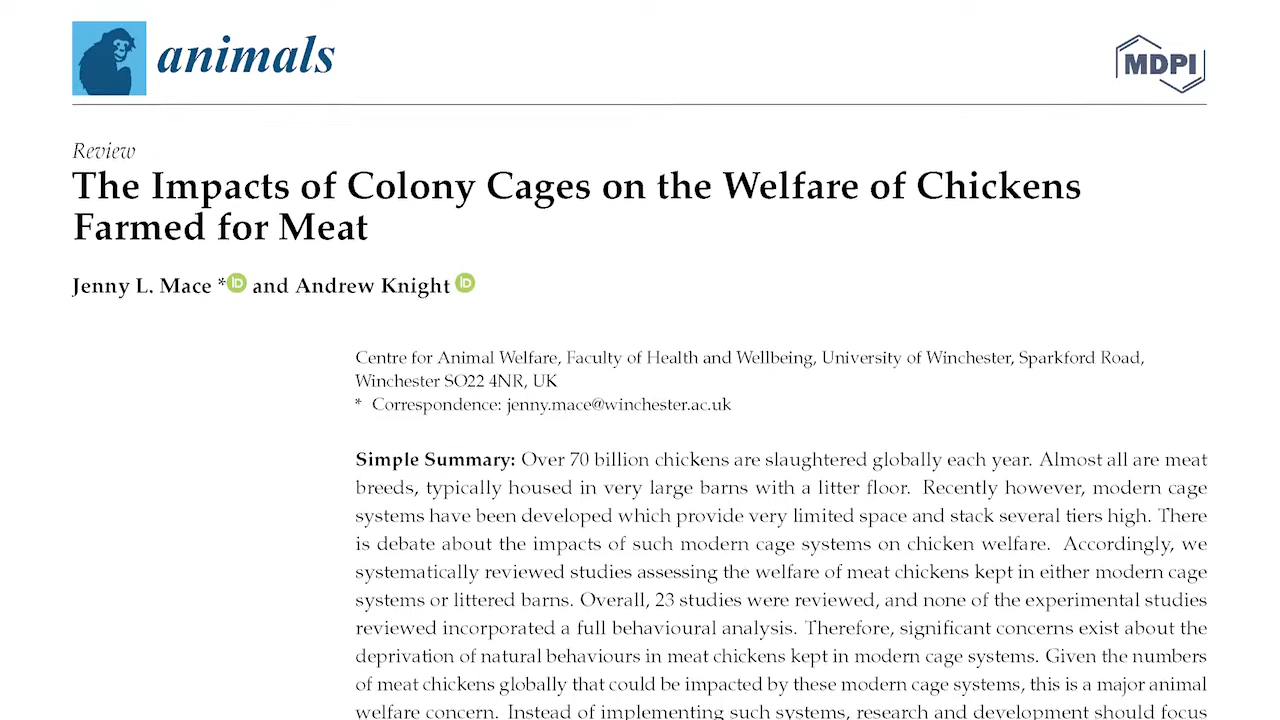 animals
MDPI
Review
The Impacts of Colony Cages on the Welfare of Chickens
Farmed for Meat
Jenny L. Mace * iD and Andrew Knight iD
Centre for Animal Welfare, Faculty of Health and Wellbeing, University of Winchester, Sparkford Road,
Winchester SO22 4NR, UK
* Correspondence: jenny.mace@winchester.ac.uk
Simple Summary: Over 70 billion chickens are slaughtered globally each year. Almost all are meat
breeds, typically housed in very large barns with a litter floor. Recently however, modern cage
systems have been developed which provide very limited space and stack several tiers high. There
is debate about the impacts of such modern cage systems on chicken welfare. Accordingly, we
systematically reviewed studies assessing the welfare of meat chickens kept in either modern cage
systems or littered barns. Overall, 23 studies were reviewed, and none of the experimental studies
reviewed incorporated a full behavioural analysis. Therefore, significant concerns exist about the
deprivation of natural behaviours in meat chickens kept in modern cage systems. Given the numbers
of meat chickens globally that could be impacted by these modern cage systems, this is a major animal
welfare concern. Instead of implementing such systems, research and development should focus